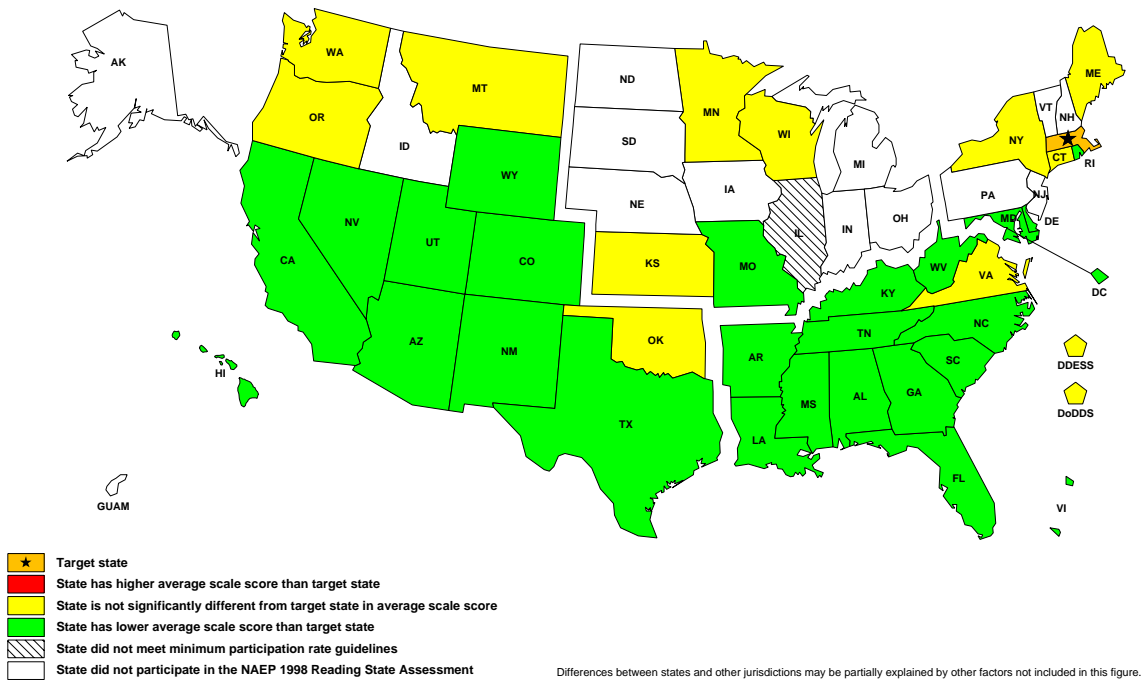 AK
WA
MT
ND
MN
ME
VT
NH
OR
ID
SD
WI
NY
MI
CT
RI
WY
NE
IA
PA
NJ
NV
UT
CO
IL
IN
OH
MD
DE
CA
KS
MO
WV
VA
DC
KY
AZ
NM
OK
AR
TN
NC
SC
DDESS
HI
MS
AL
GA
DoDDS
TX
LA
FL
GUAM
VI
Target state
State has higher average scale score than target state
State is not significantly different from target state in average scale score
State has lower average scale score than target state
State did not meet minimum participation rate guidelines
State did not participate in the NAEP 1998 Reading State Assessment
Differences between states and other jurisdictions may be partially explained by other factors not included in this figure.